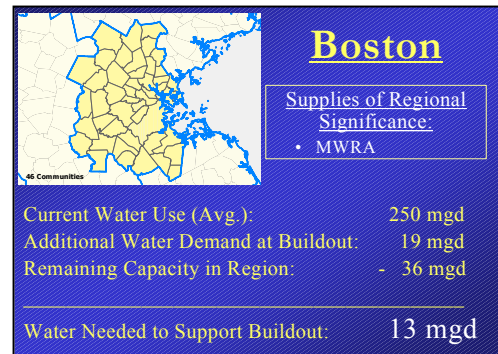 Boston
Supplies of Regional
Significance:
• MWRA
46 Communities
Current Water Use (Avg.): 250 mgd
Additional Water Demand at Buildout: 19 mgd
Remaining Capacity in Region: - 36 mgd
Water Needed to Support Buildout: 13 mgd